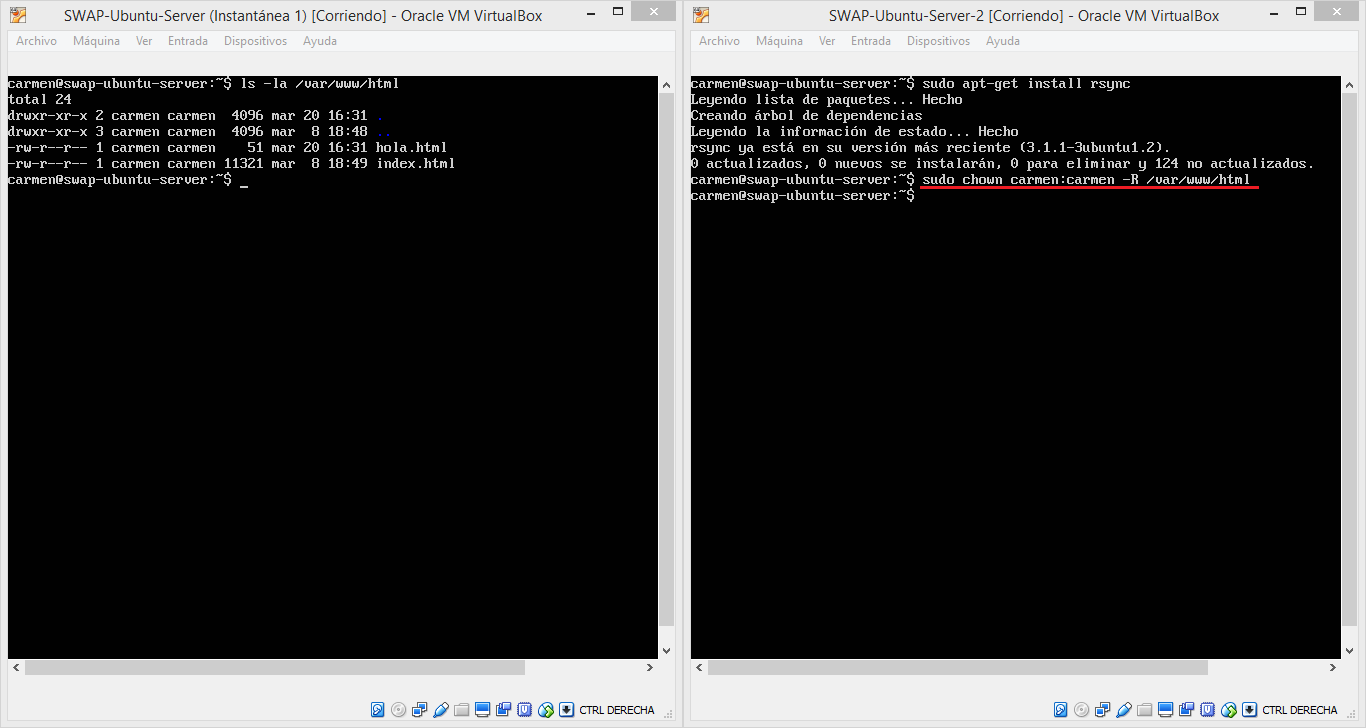 SWAP-Ubuntu-Server (Instantánea 1) [Corriendo] - Oracle VM VirtualBox
Archivo Máquina Ver Entrada Dispositivos Ayuda
carmen@swap-ubuntu-server:~$ ls -la /var/www/html
total 24
drwxr-xr-x 2 carmen carmen  4096 mar 20 16:31 .
drwxr-xr-x 3 carmen carmen  4096 mar  8 18:48 ..
-rw-r--r-- 1 carmen carmen    51 mar 20 16:31 hola.html
-rw-r--r-- 1 carmen carmen 11321 mar  8 18:49 index.html
carmen@swap-ubuntu-server:~$ _
CTRL DERECHA
SWAP-Ubuntu-Server-2 [Corriendo] - Oracle VM VirtualBox
Archivo Máquina Ver Entrada Dispositivos Ayuda
carmen@swap-ubuntu-server:~$ sudo apt-get install rsync
Leyendo lista de paquetes... Hecho
Creando árbol de dependencias
Leyendo la información de estado... Hecho
rsync ya está en su versión más reciente (3.1.1-3ubuntu1.2).
0 actualizados, 0 nuevos se instalarán, 0 para eliminar y 124 no actualizados.
carmen@swap-ubuntu-server:~$ sudo chown carmen:carmen -R /var/www/html
carmen@swap-ubuntu-server:~$
CTRL DERECHA